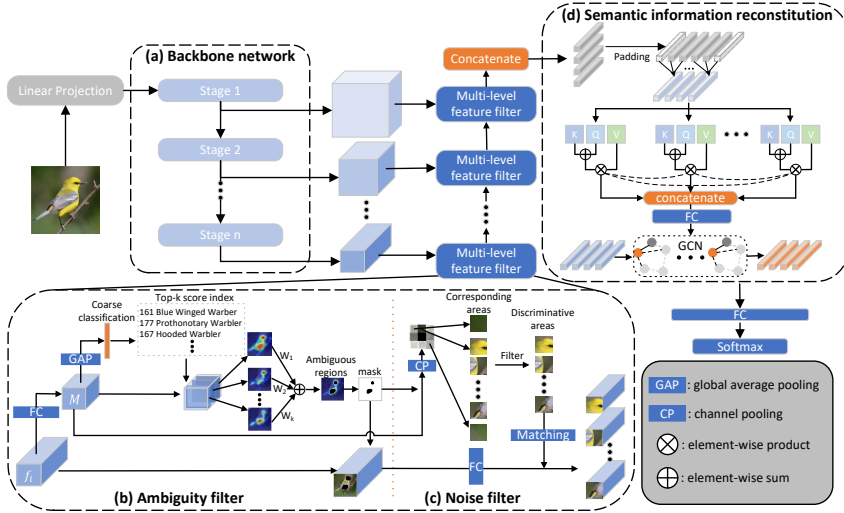 (d) Semantic information reconstitution
(a) Backbone network
Concatenate
Padding
Linear Projection
Stage 1
Multi-level
feature filter
K Q V K Q V K Q V
Stage 2
Multi-level
feature filter
concatenate
FC
Stage n
Multi-level
feature filter
GCN
Coarse
classification
Top-k score index
161 Blue Winged Warber
177 Prothonotary Warbler
167 Hooded Warbler
Corresponding
areas
Discriminative
areas
FC
Softmax
GAP
W1
Ambiguous
regions
mask
Filter
CP
M
W2
Wk
FC
Matching
fi
FC
(b) Ambiguity filter
(c) Noise filter
GAP : global average pooling
CP : channel pooling
: element-wise product
: element-wise sum